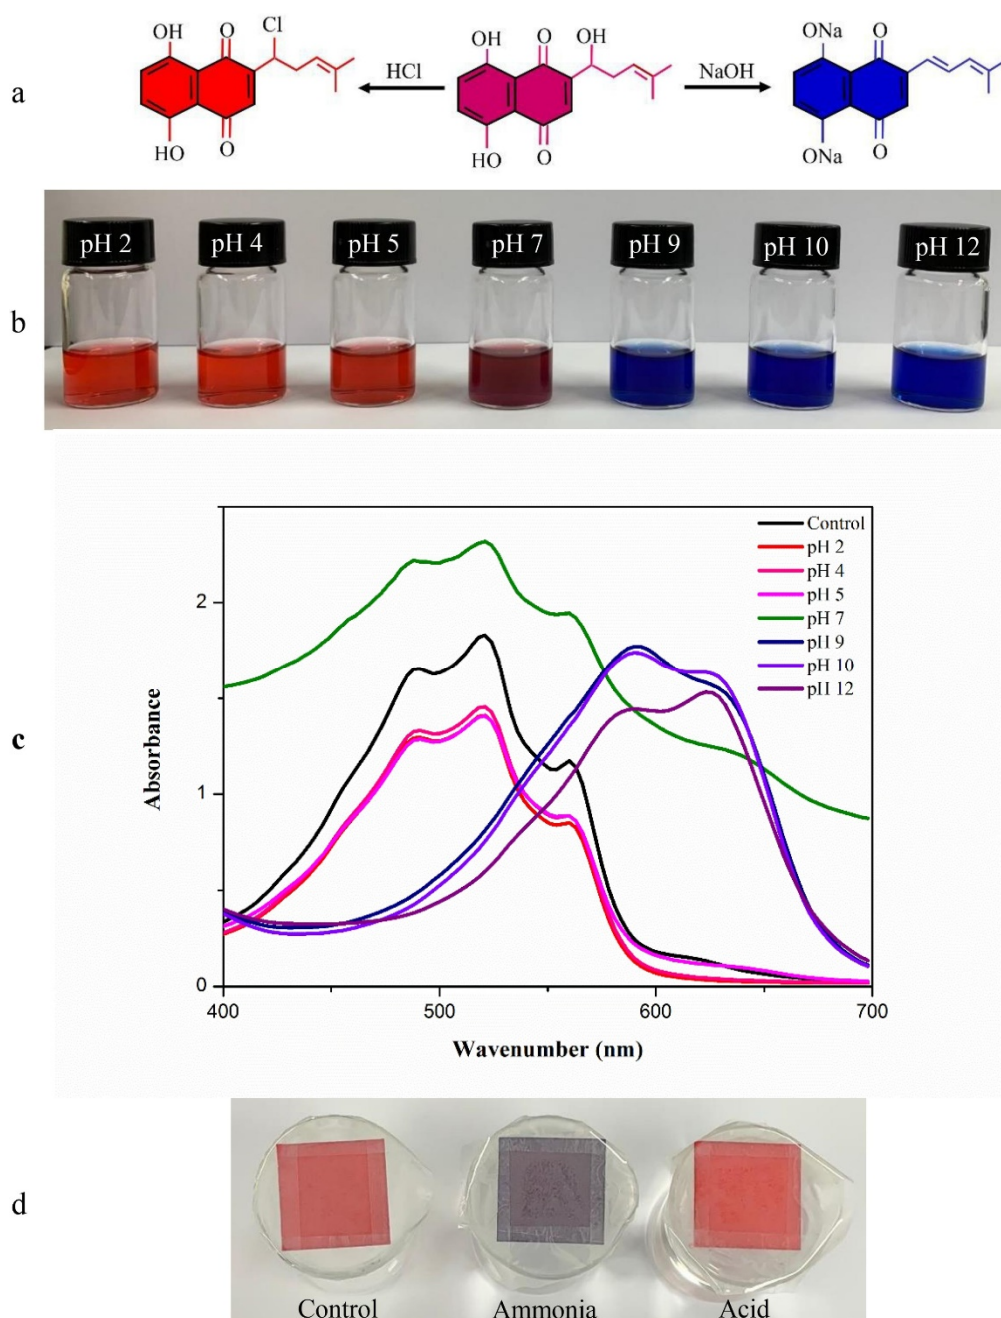 a
OH O Cl
HCl
HO O
OH O OH
HO O
NaOH
ONa O
ONa O
b
pH 2 pH 4 pH 5 pH 7 pH 9 pH 10 pH 12
c
Absorbance
2
1
0
400 500 600 700
Wavenumber (nm)
Control
pH 2
pH 4
pH 5
pH 7
pII 9
pH 10
pII 12
d
Control Ammonia Acid